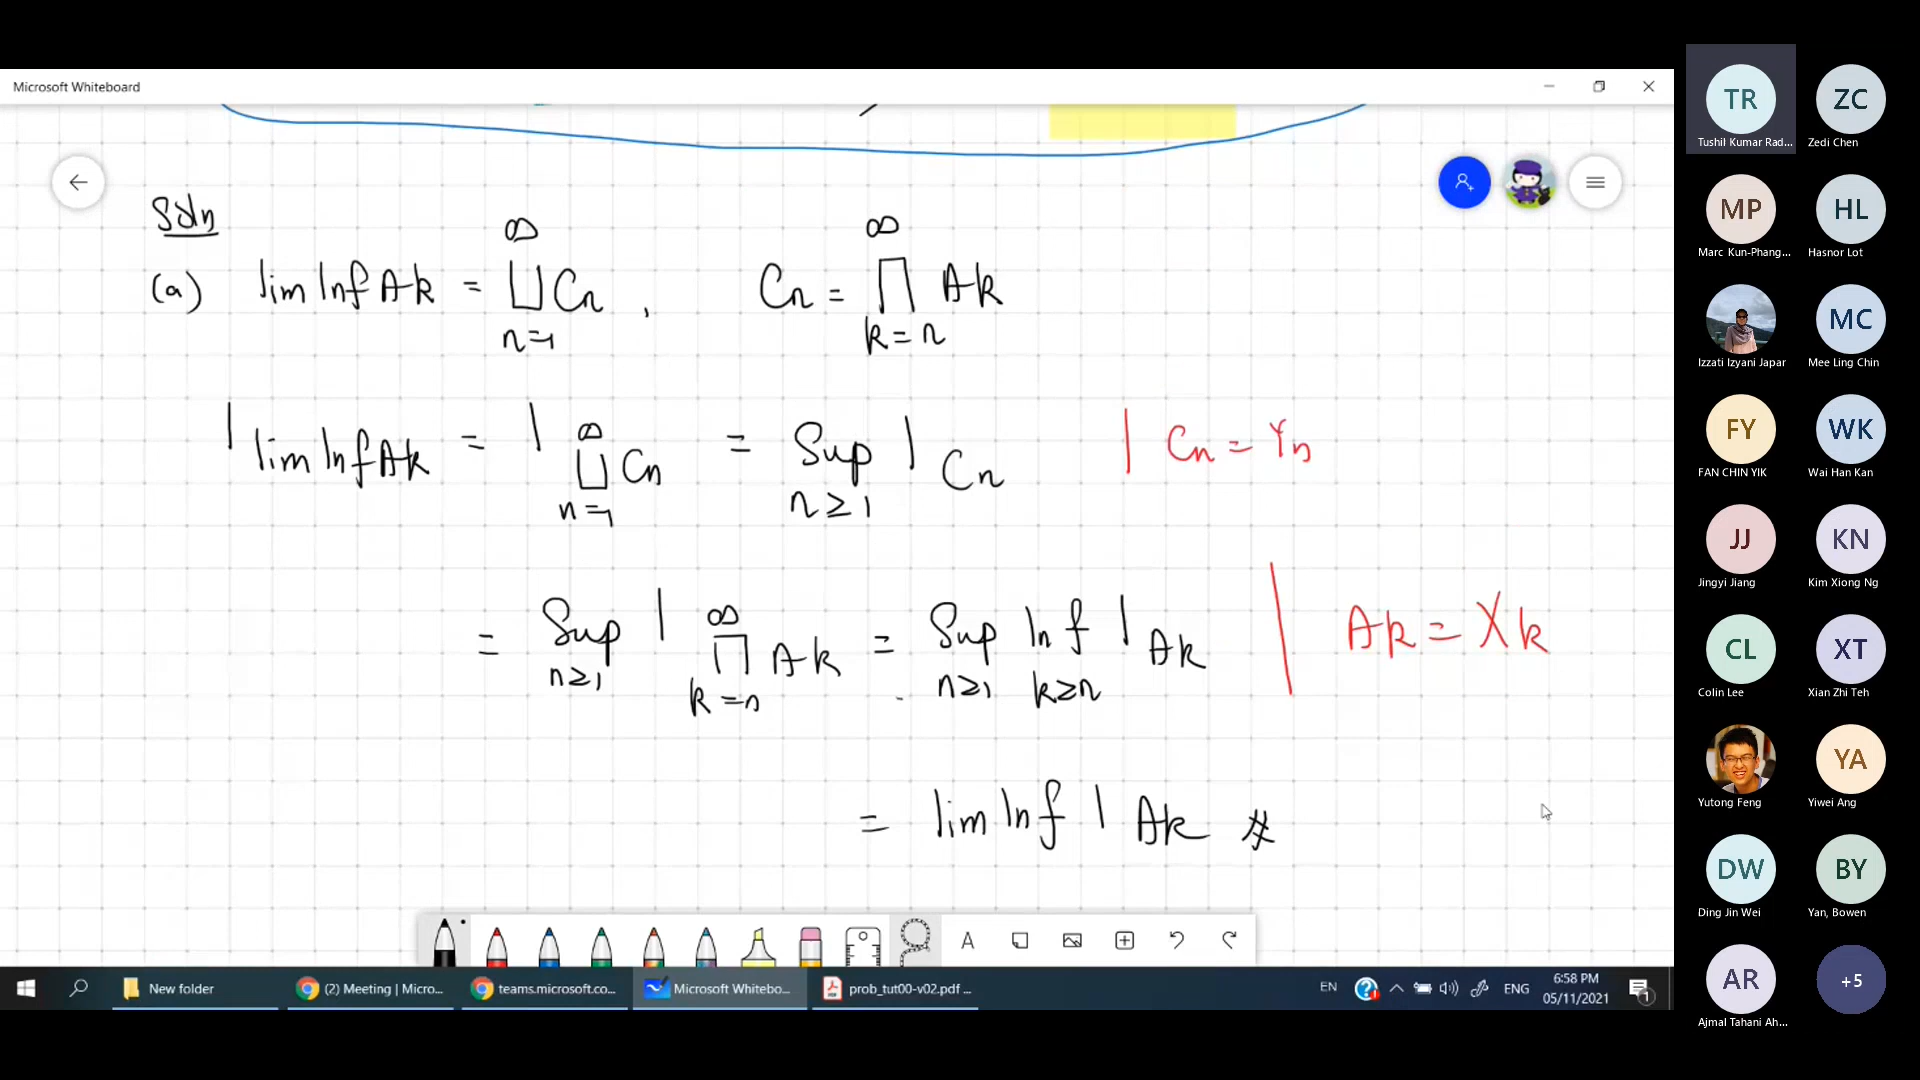 Microsoft Whiteboard
Soln
(a) lim inf Ak = ∞ ⋃ n=1 Cn , Cn = ∞ ∏ k=n Ak
1 lim inf Ak = 1 ∞ ⋃ n=1 Cn = Sup n≥1 1 Cn | Cn = Yn
= Sup n≥1 1 ∞ ∏ k=n Ak = Sup n≥1 Inf k≥n 1 Ak | Ak = Xk
= lim Inf 1 Ak #
TR ZC
Tushil Kumar Rad... Zedi Chen
MP HL
Marc Kun-Phang... Hasnor Lot
MC
Izzati Izyani Japar Mee Ling Chin
FY WK
FAN CHIN YIK Wai Han Kan
JJ KN
Jingyi Jiang Kim Xiong Ng
CL XT
Colin Lee Xian Zhi Teh
YA
Yutong Feng Yiwei Ang
DW BY
Ding Jin Wei Yan, Bowen
AR +5
Ajmal Tahani Ah...
A
New folder (2) Meeting | Micro... teams.microsoft.co... Microsoft Whitebo... prob_tut00-v02.pdf ... EN ENG 6:58 PM 1
05/11/2021